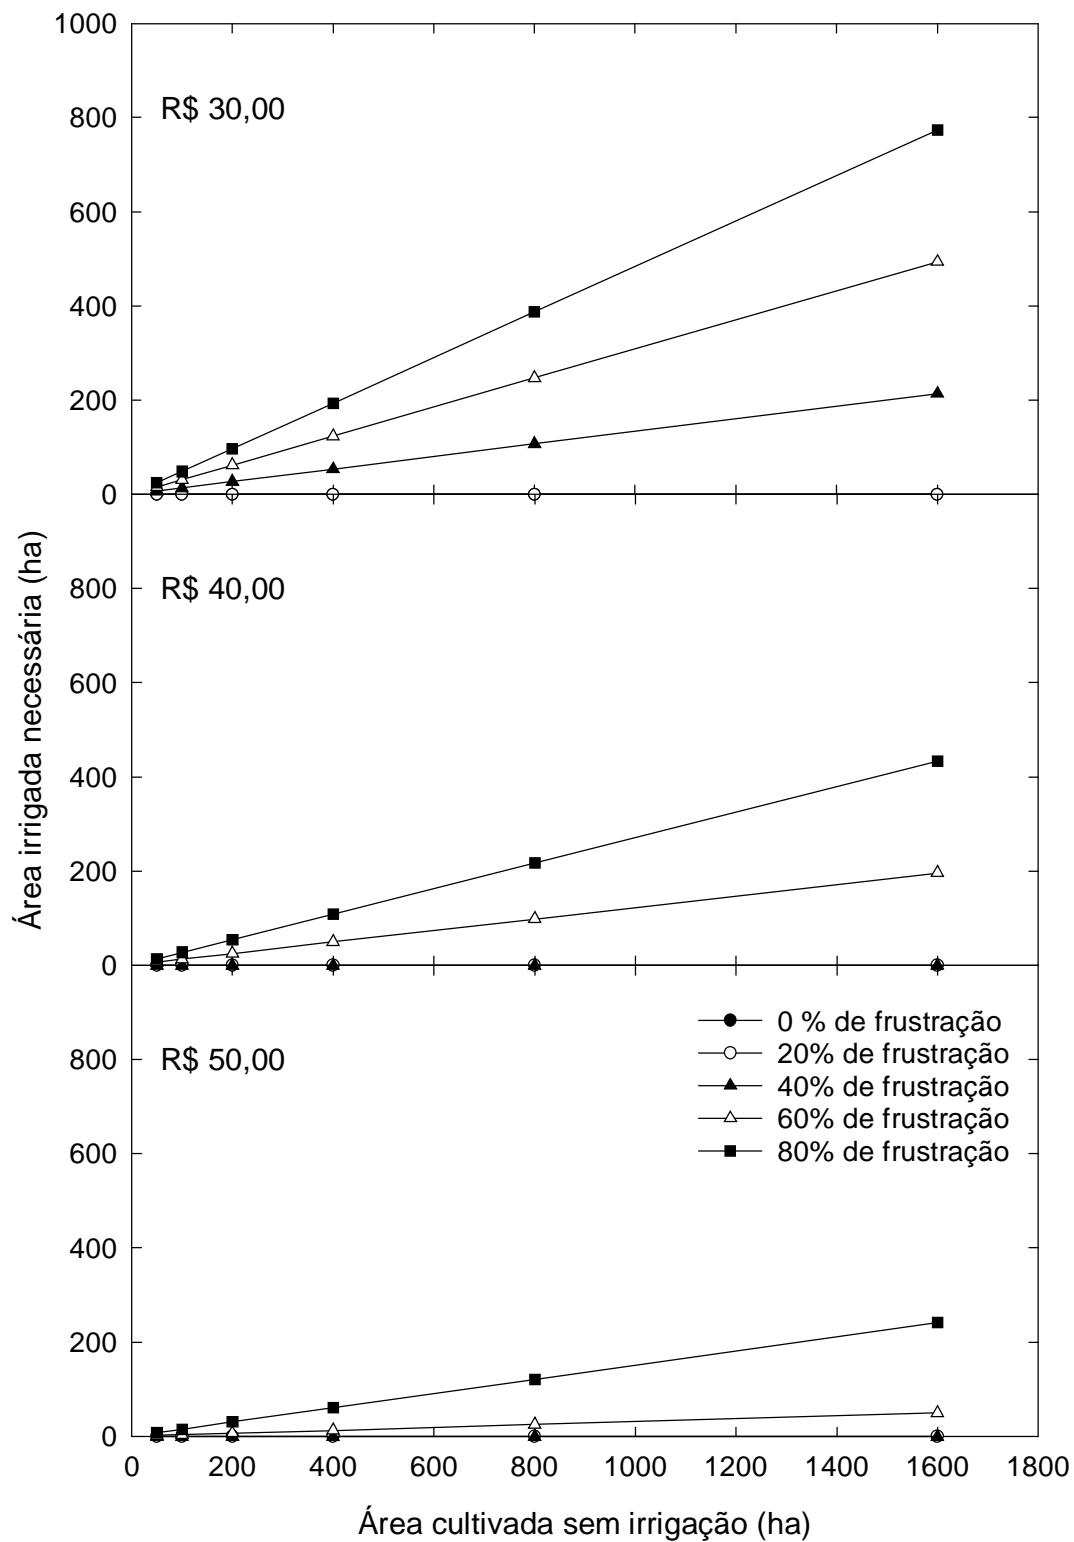 1000
R$ 30,00
800
600
400
200
0
R$ 40,00
800
600
400
200
0
Área irrigada necessária (ha)
R$ 50,00
0 % de frustração
20% de frustração
40% de frustração
60% de frustração
80% de frustração
800
600
400
200
0
0 200 400 600 800 1000 1200 1400 1600 1800
Área cultivada sem irrigação (ha)